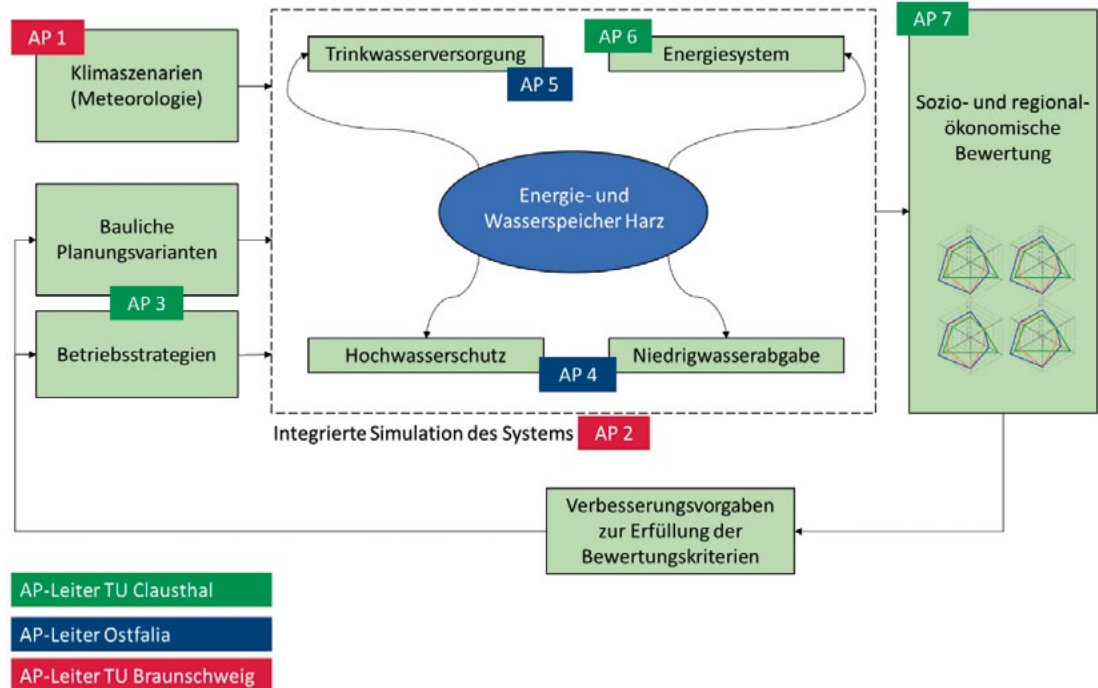 AP 1
Klimaszenarien
(Meteorologie)
Trinkwasserversorgung
AP 5
AP 6
Energiesystem
AP 7
Sozio- und regional-
ökonomische
Bewertung
Energie- und
Wasserspeicher Harz
Bauliche
Planungsvarianten
AP 3
Betriebsstrategien
Hochwasserschutz
AP 4
Niedrigwasserabgabe
Integrierte Simulation des Systems
AP 2
Verbesserungsvorgaben
zur Erfüllung der
Bewertungskriterien
AP-Leiter TU Clausthal
AP-Leiter Ostfalia
AP-Leiter TU Braunschweig